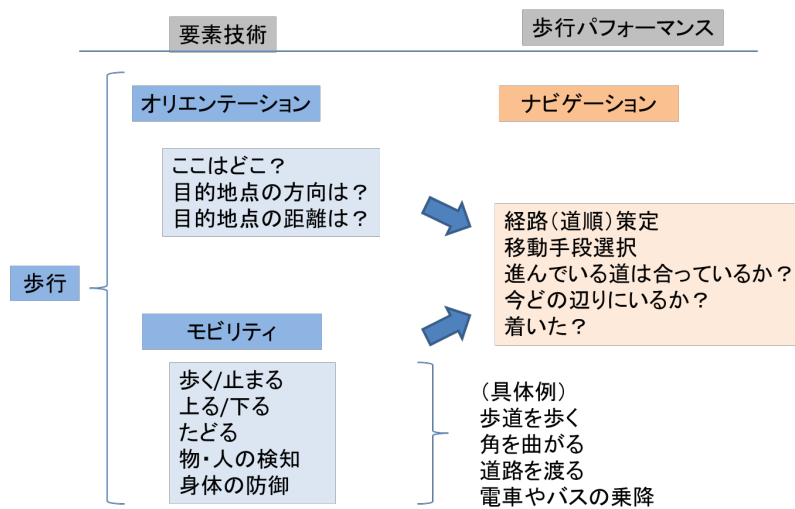 要素技術
歩行パフォーマンス
オリエンテーション
ナビゲーション
ここはどこ？
目的地点の方向は？
目的地点の距離は？
経路（道順）策定
移動手段選択
進んでいる道は合っているか？
今どの辺りにいるか？
着いた？
歩行
モビリティ
歩く/止まる
上る/下る
たどる
物・人の検知
身体の防御
（具体例）
歩道を歩く
角を曲がる
道路を渡る
電車やバスの乗降